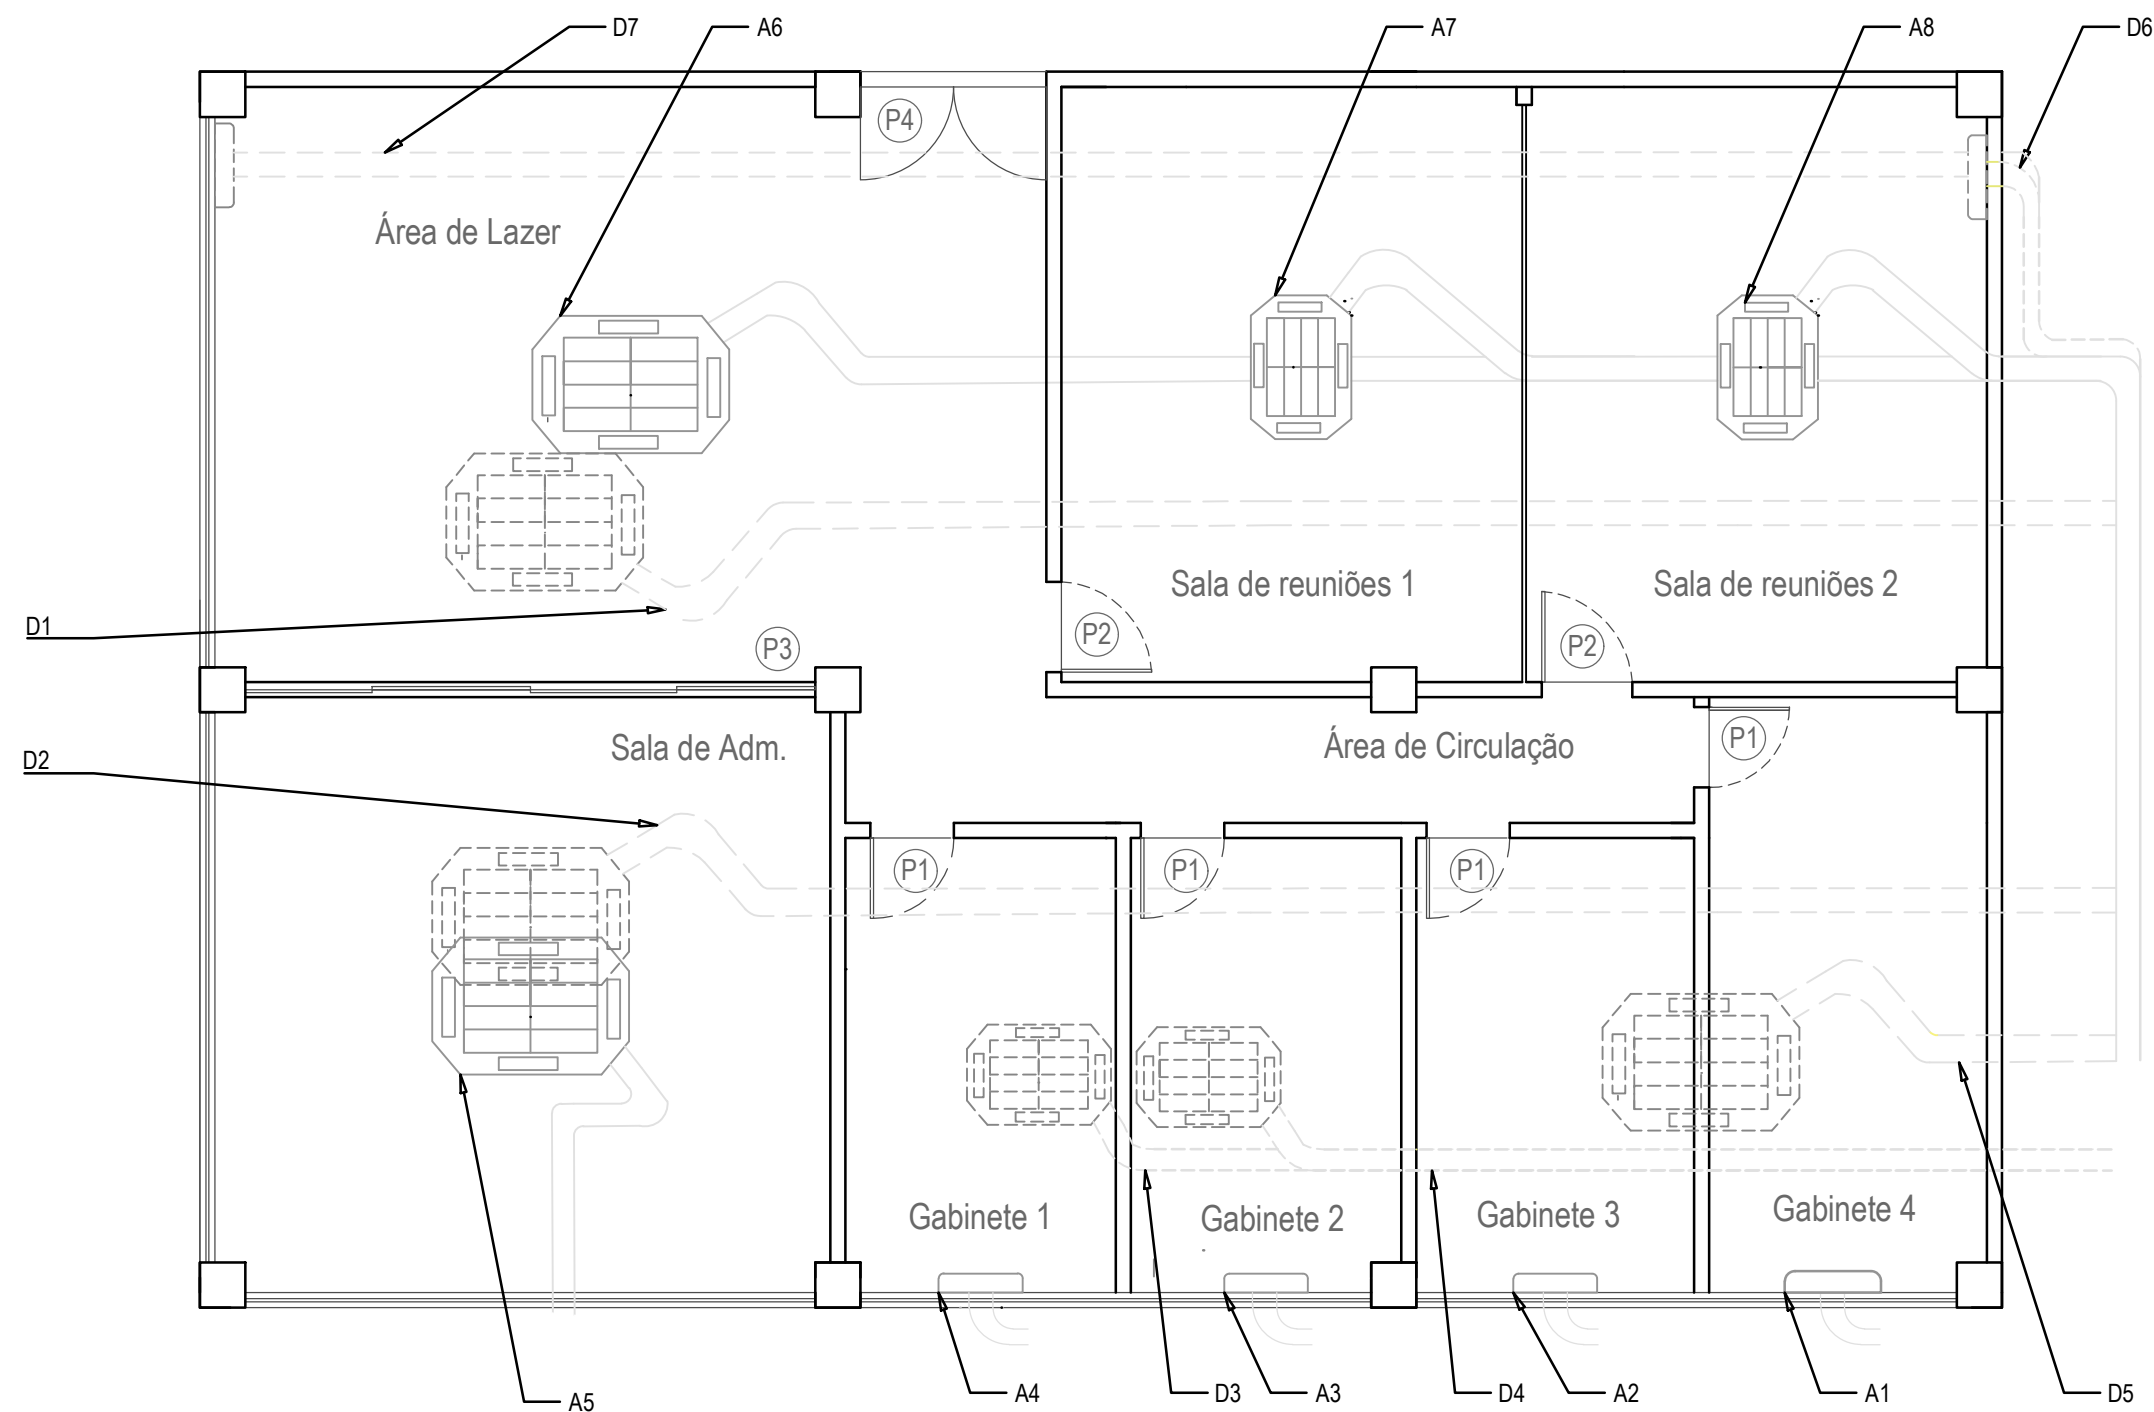 D7
A6
A7
A8
D6
P4
Área de Lazer
Sala de reuniões 1
Sala de reuniões 2
D1
P3
P2
P2
D2
Sala de Adm.
Área de Circulação
P1
P1
P1
P1
Gabinete 1
Gabinete 2
Gabinete 3
Gabinete 4
A5
A4
D3
A3
D4
A2
A1
D5